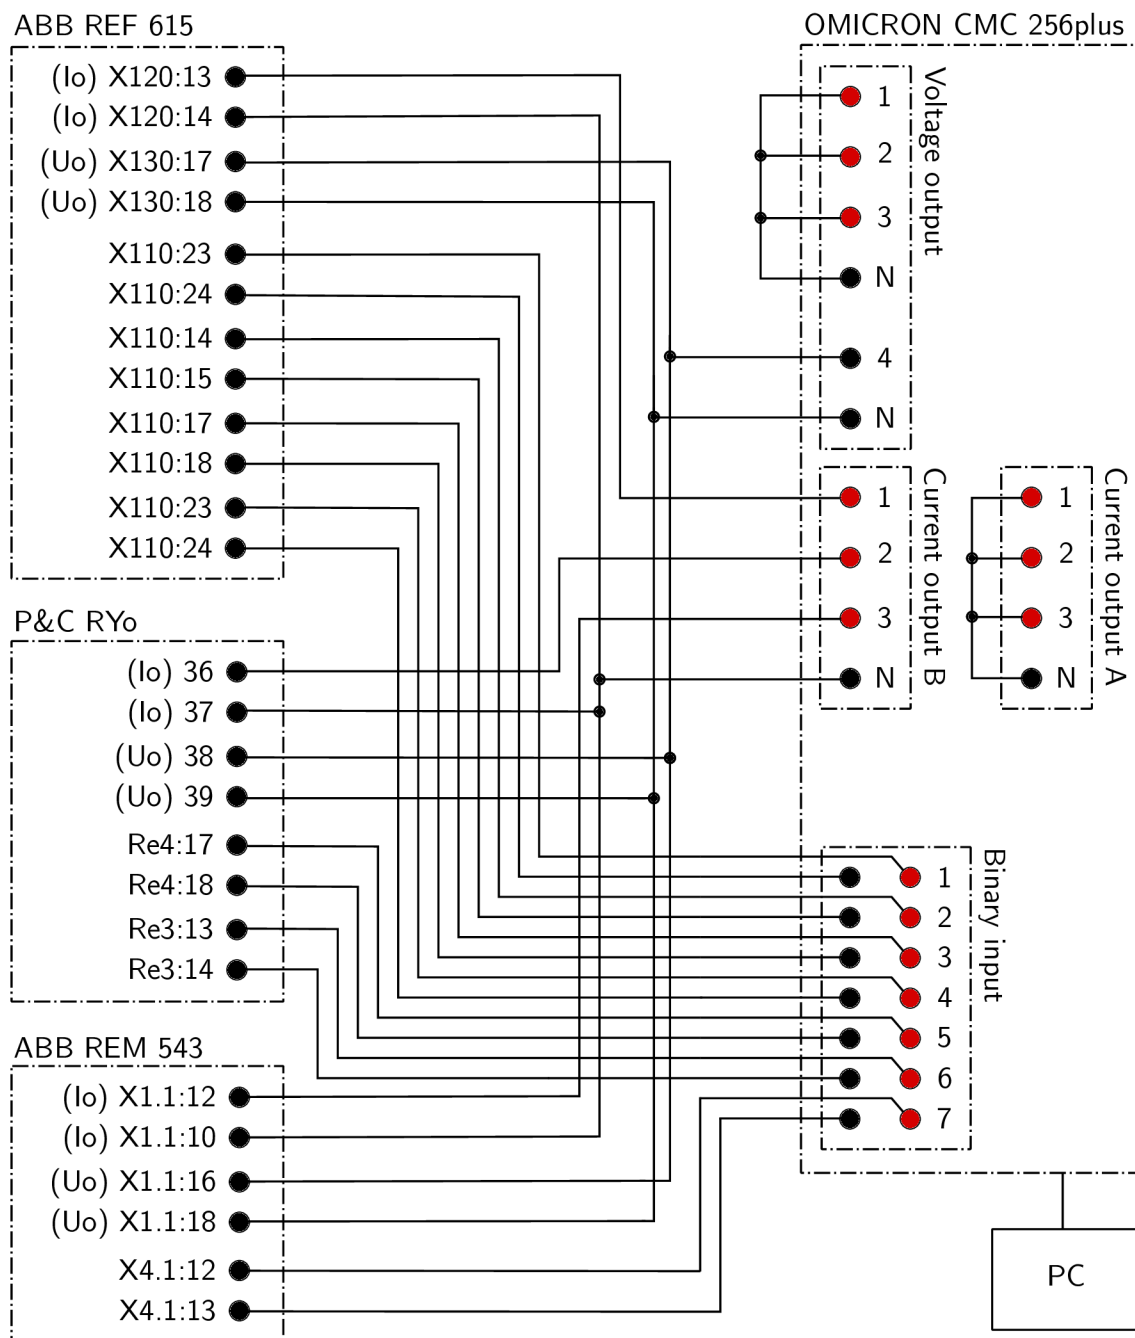 ABB REF 615
(Io) X120:13
(Io) X120:14
(Uo) X130:17
(Uo) X130:18
X110:23
X110:24
X110:14
X110:15
X110:17
X110:18
X110:23
X110:24
P&C RYo
(Io) 36
(Io) 37
(Uo) 38
(Uo) 39
Re4:17
Re4:18
Re3:13
Re3:14
ABB REM 543
(Io) X1.1:12
(Io) X1.1:10
(Uo) X1.1:16
(Uo) X1.1:18
X4.1:12
X4.1:13
OMICRON CMC 256plus
Voltage output
1
2
3
N
4
N
Current output B
1
2
3
N
Current output A
1
2
3
N
Binary input
1
2
3
4
5
6
7
PC